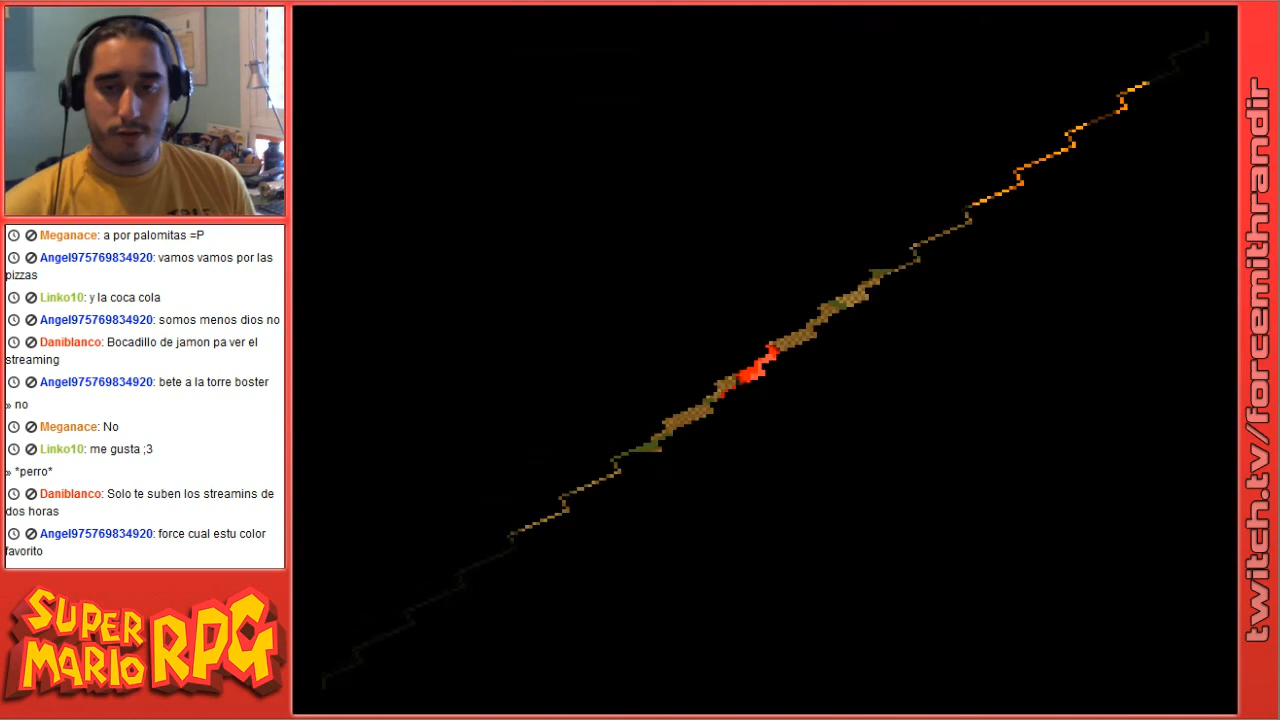 Meganace: a por palomitas =P
Angel975769834920: vamos vamos por las
pizzas
Linko10: y la coca cola
Angel975769834920: somos menos dios no
Daniblanco: Bocadillo de jamon pa ver el
streaming
Angel975769834920: bete a la torre boster
» no
Meganace: No
Linko10: me gusta ;3
» *perro*
Daniblanco: Solo te suben los streamins de
dos horas
Angel975769834920: force cual estu color
favorito
SUPER
MARIO RPG
twitch.tv/forcemithrandir